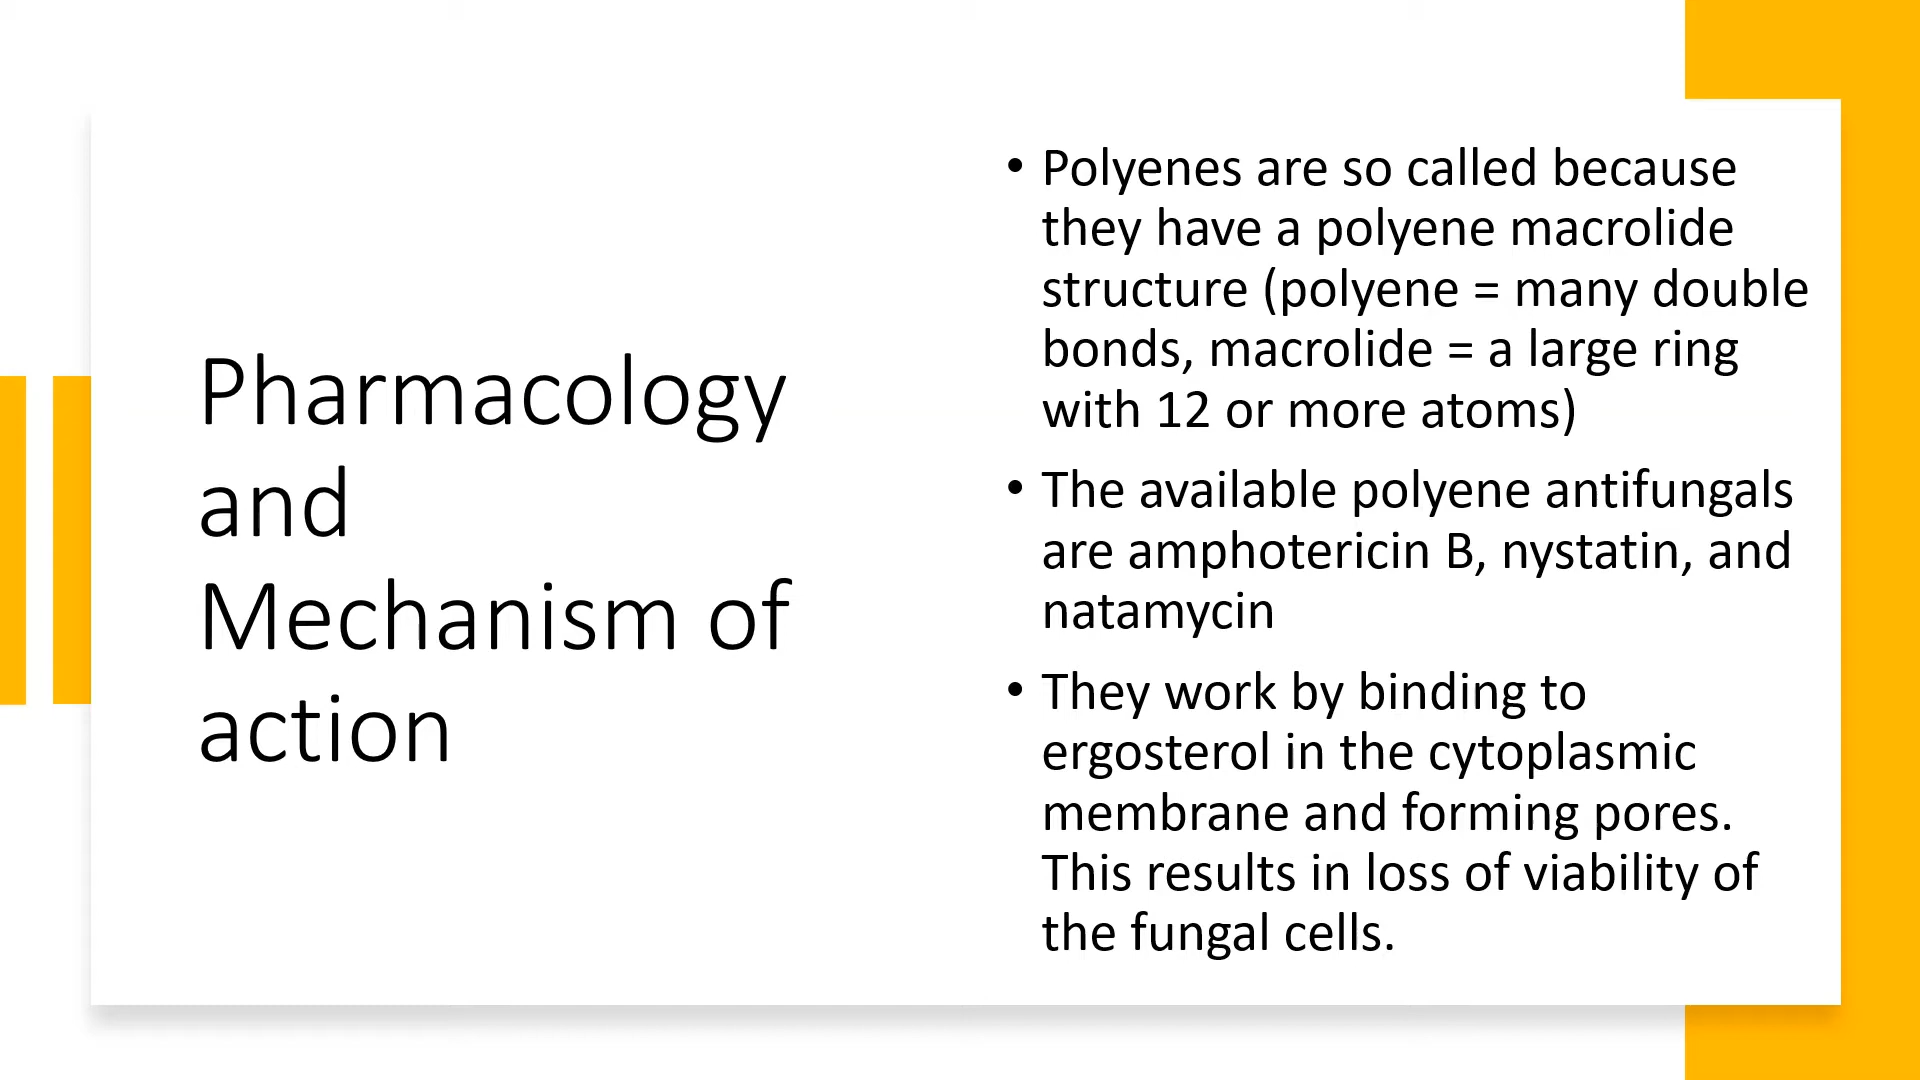 Pharmacology
and
Mechanism of
action
• Polyenes are so called because
they have a polyene macrolide
structure (polyene = many double
bonds, macrolide = a large ring
with 12 or more atoms)
• The available polyene antifungals
are amphotericin B, nystatin, and
natamycin
• They work by binding to
ergosterol in the cytoplasmic
membrane and forming pores.
This results in loss of viability of
the fungal cells.